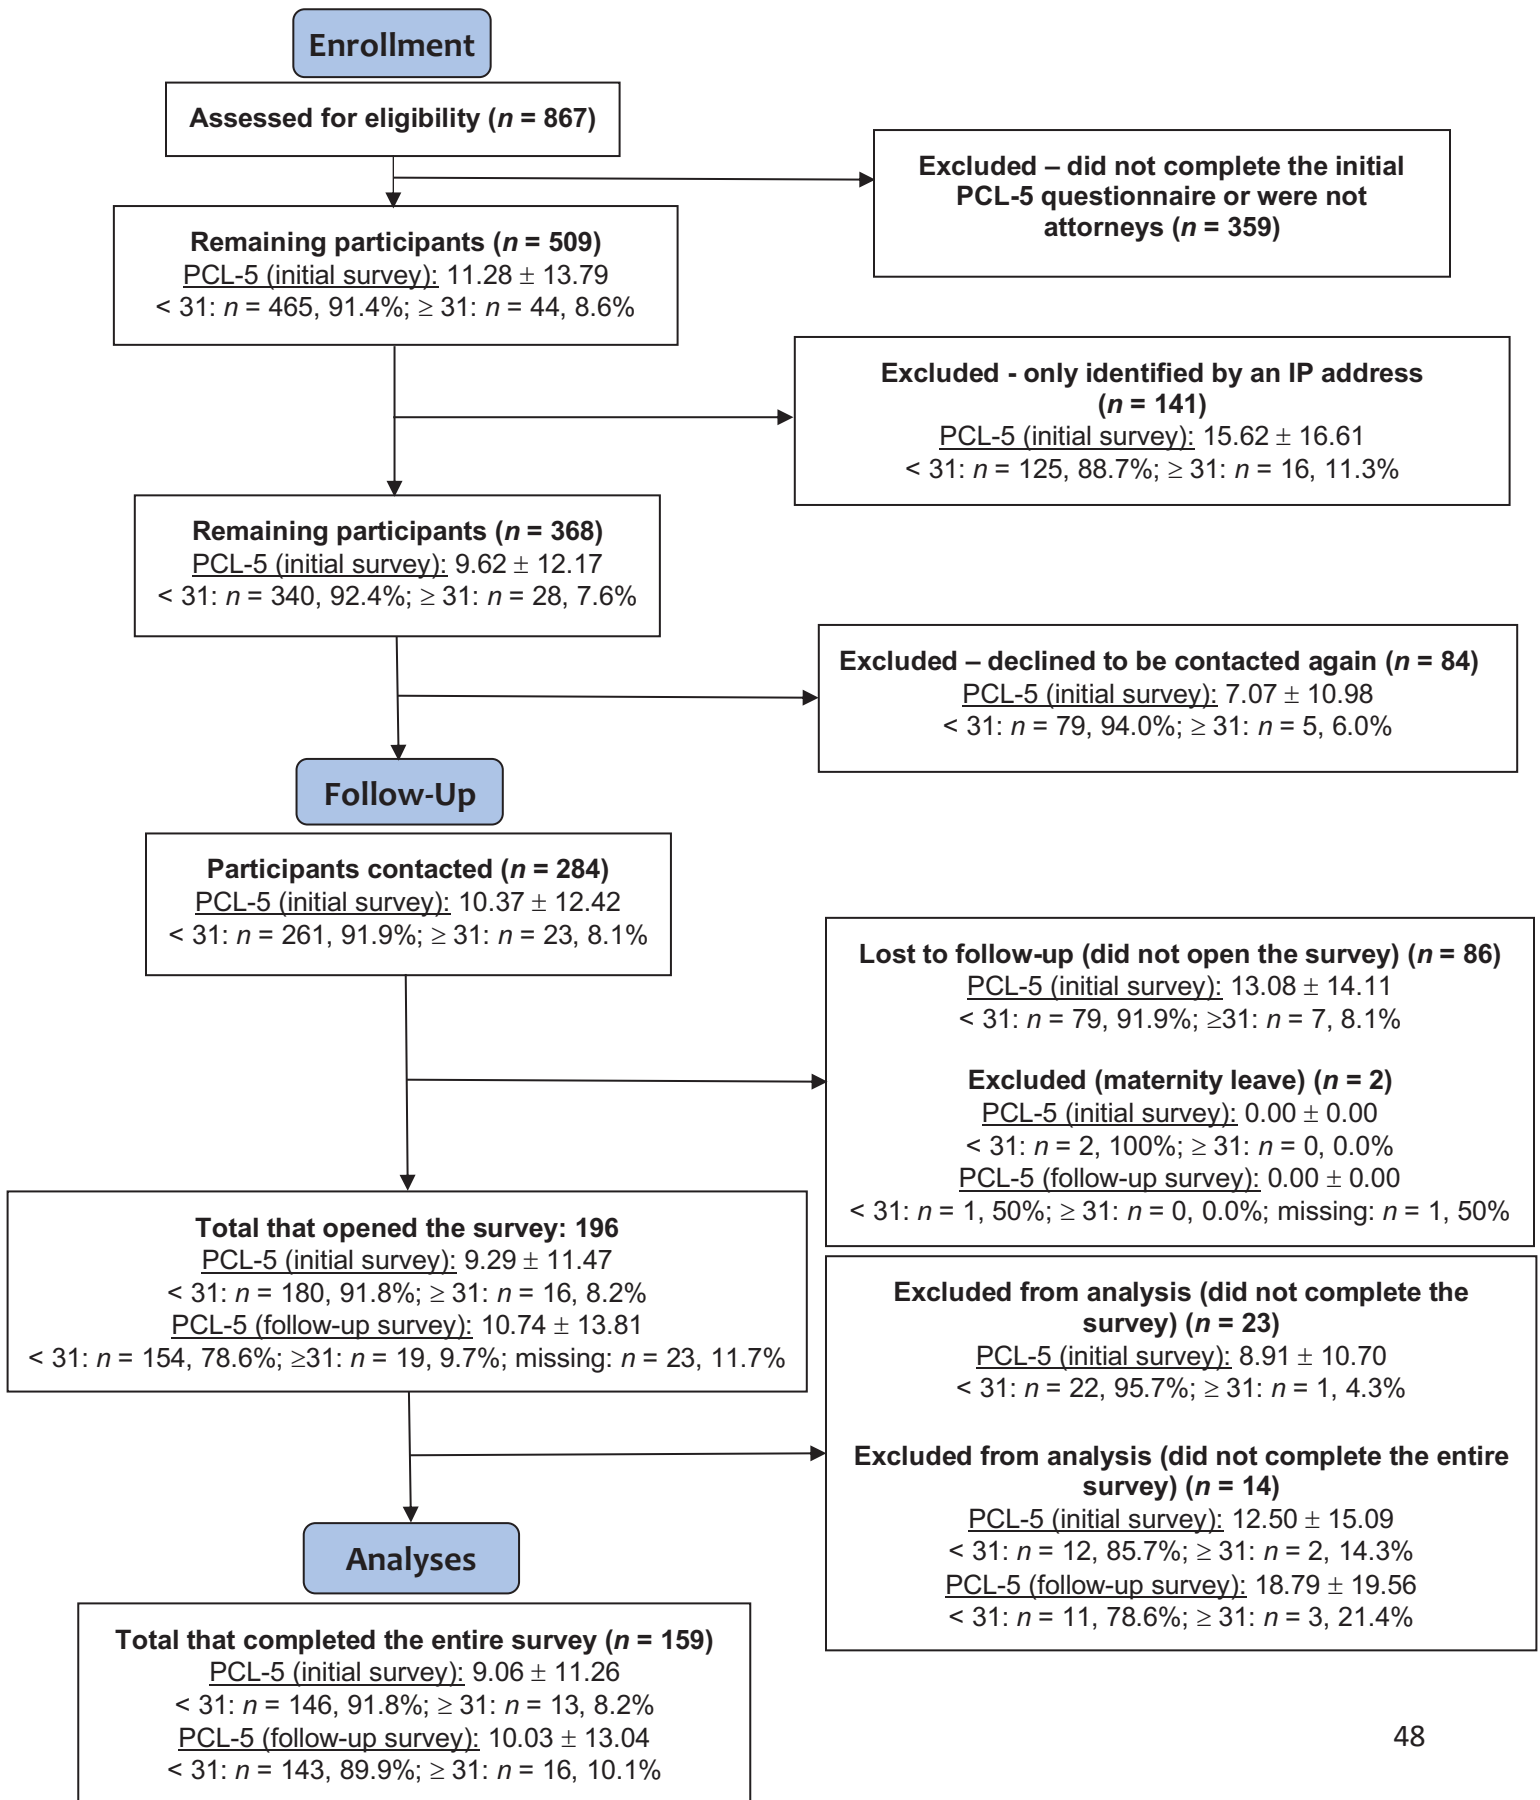 Enrollment
Assessed for eligibility (n = 867)
Excluded – did not complete the initial
PCL-5 questionnaire or were not
attorneys (n = 359)
Remaining participants (n = 509)
PCL-5 (initial survey): 11.28 ± 13.79
< 31: n = 465, 91.4%; ≥ 31: n = 44, 8.6%
Excluded - only identified by an IP address
(n = 141)
PCL-5 (initial survey): 15.62 ± 16.61
< 31: n = 125, 88.7%; ≥ 31: n = 16, 11.3%
Remaining participants (n = 368)
PCL-5 (initial survey): 9.62 ± 12.17
< 31: n = 340, 92.4%; ≥ 31: n = 28, 7.6%
Excluded – declined to be contacted again (n = 84)
PCL-5 (initial survey): 7.07 ± 10.98
< 31: n = 79, 94.0%; ≥ 31: n = 5, 6.0%
Follow-Up
Participants contacted (n = 284)
PCL-5 (initial survey): 10.37 ± 12.42
< 31: n = 261, 91.9%; ≥ 31: n = 23, 8.1%
Lost to follow-up (did not open the survey) (n = 86)
PCL-5 (initial survey): 13.08 ± 14.11
< 31: n = 79, 91.9%; ≥31: n = 7, 8.1%
Excluded (maternity leave) (n = 2)
PCL-5 (initial survey): 0.00 ± 0.00
< 31: n = 2, 100%; ≥ 31: n = 0, 0.0%
PCL-5 (follow-up survey): 0.00 ± 0.00
< 31: n = 1, 50%; ≥ 31: n = 0, 0.0%; missing: n = 1, 50%
Total that opened the survey: 196
PCL-5 (initial survey): 9.29 ± 11.47
< 31: n = 180, 91.8%; ≥ 31: n = 16, 8.2%
PCL-5 (follow-up survey): 10.74 ± 13.81
< 31: n = 154, 78.6%; ≥31: n = 19, 9.7%; missing: n = 23, 11.7%
Excluded from analysis (did not complete the
survey) (n = 23)
PCL-5 (initial survey): 8.91 ± 10.70
< 31: n = 22, 95.7%; ≥ 31: n = 1, 4.3%
Excluded from analysis (did not complete the entire
survey) (n = 14)
PCL-5 (initial survey): 12.50 ± 15.09
< 31: n = 12, 85.7%; ≥ 31: n = 2, 14.3%
PCL-5 (follow-up survey): 18.79 ± 19.56
< 31: n = 11, 78.6%; ≥ 31: n = 3, 21.4%
Analyses
Total that completed the entire survey (n = 159)
PCL-5 (initial survey): 9.06 ± 11.26
< 31: n = 146, 91.8%; ≥ 31: n = 13, 8.2%
PCL-5 (follow-up survey): 10.03 ± 13.04
< 31: n = 143, 89.9%; ≥ 31: n = 16, 10.1%
48